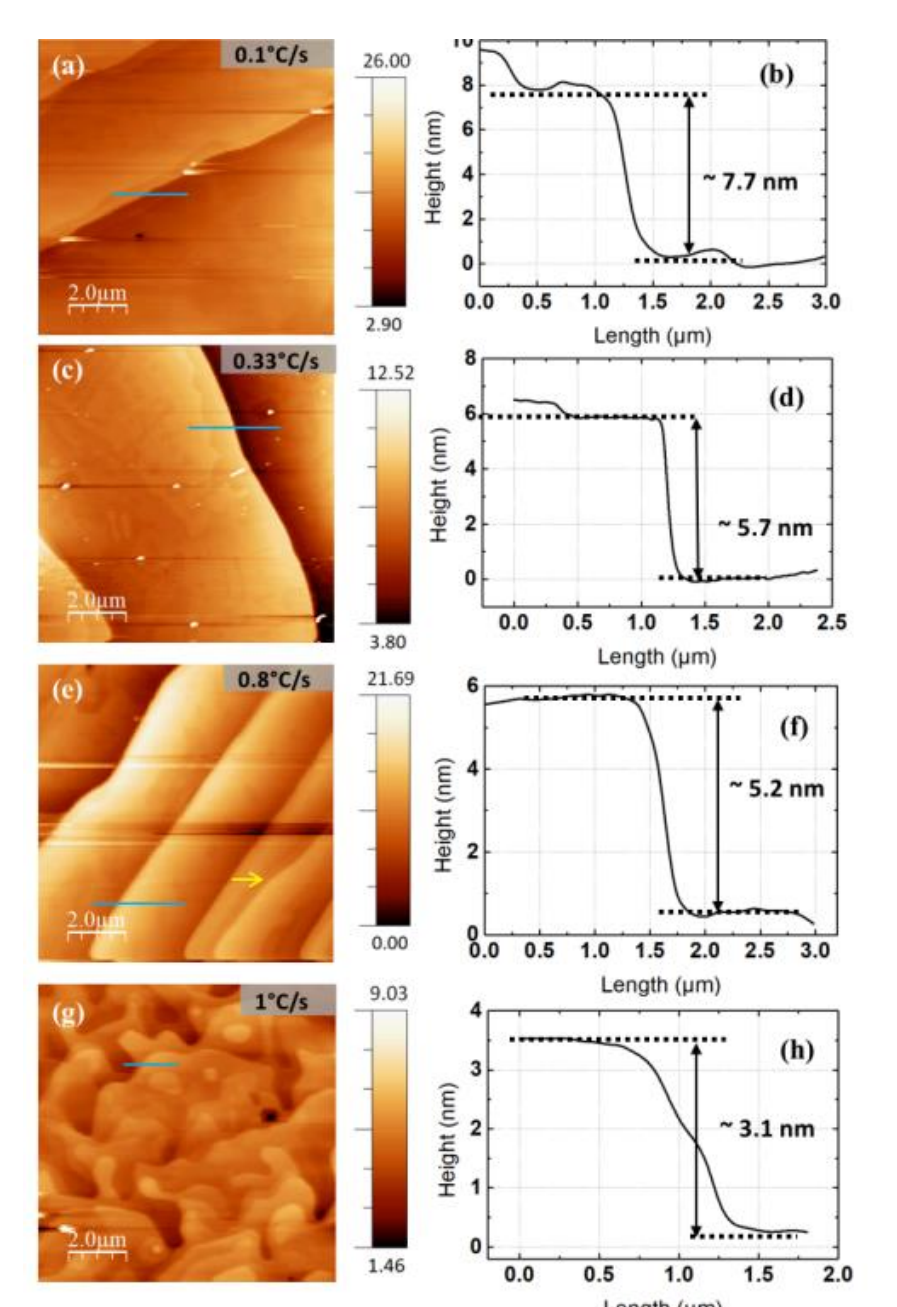 (a)
0.1°C/s
2.0µm
26.00
2.90
10
8
6
4
2
0
Height (nm)
(b)
~ 7.7 nm
0.0 0.5 1.0 1.5 2.0 2.5 3.0
Length (µm)
(c)
0.33°C/s
2.0µm
12.52
3.80
8
6
4
2
0
Height (nm)
(d)
~ 5.7 nm
0.0 0.5 1.0 1.5 2.0 2.5
Length (µm)
(e)
0.8°C/s
2.0µm
21.69
0.00
6
4
2
0
Height (nm)
(f)
~ 5.2 nm
0.0 0.5 1.0 1.5 2.0 2.5 3.0
Length (µm)
(g)
1°C/s
2.0µm
9.03
1.46
4
3
2
1
0
Height (nm)
(h)
~ 3.1 nm
0.0 0.5 1.0 1.5 2.0
Length (µm)